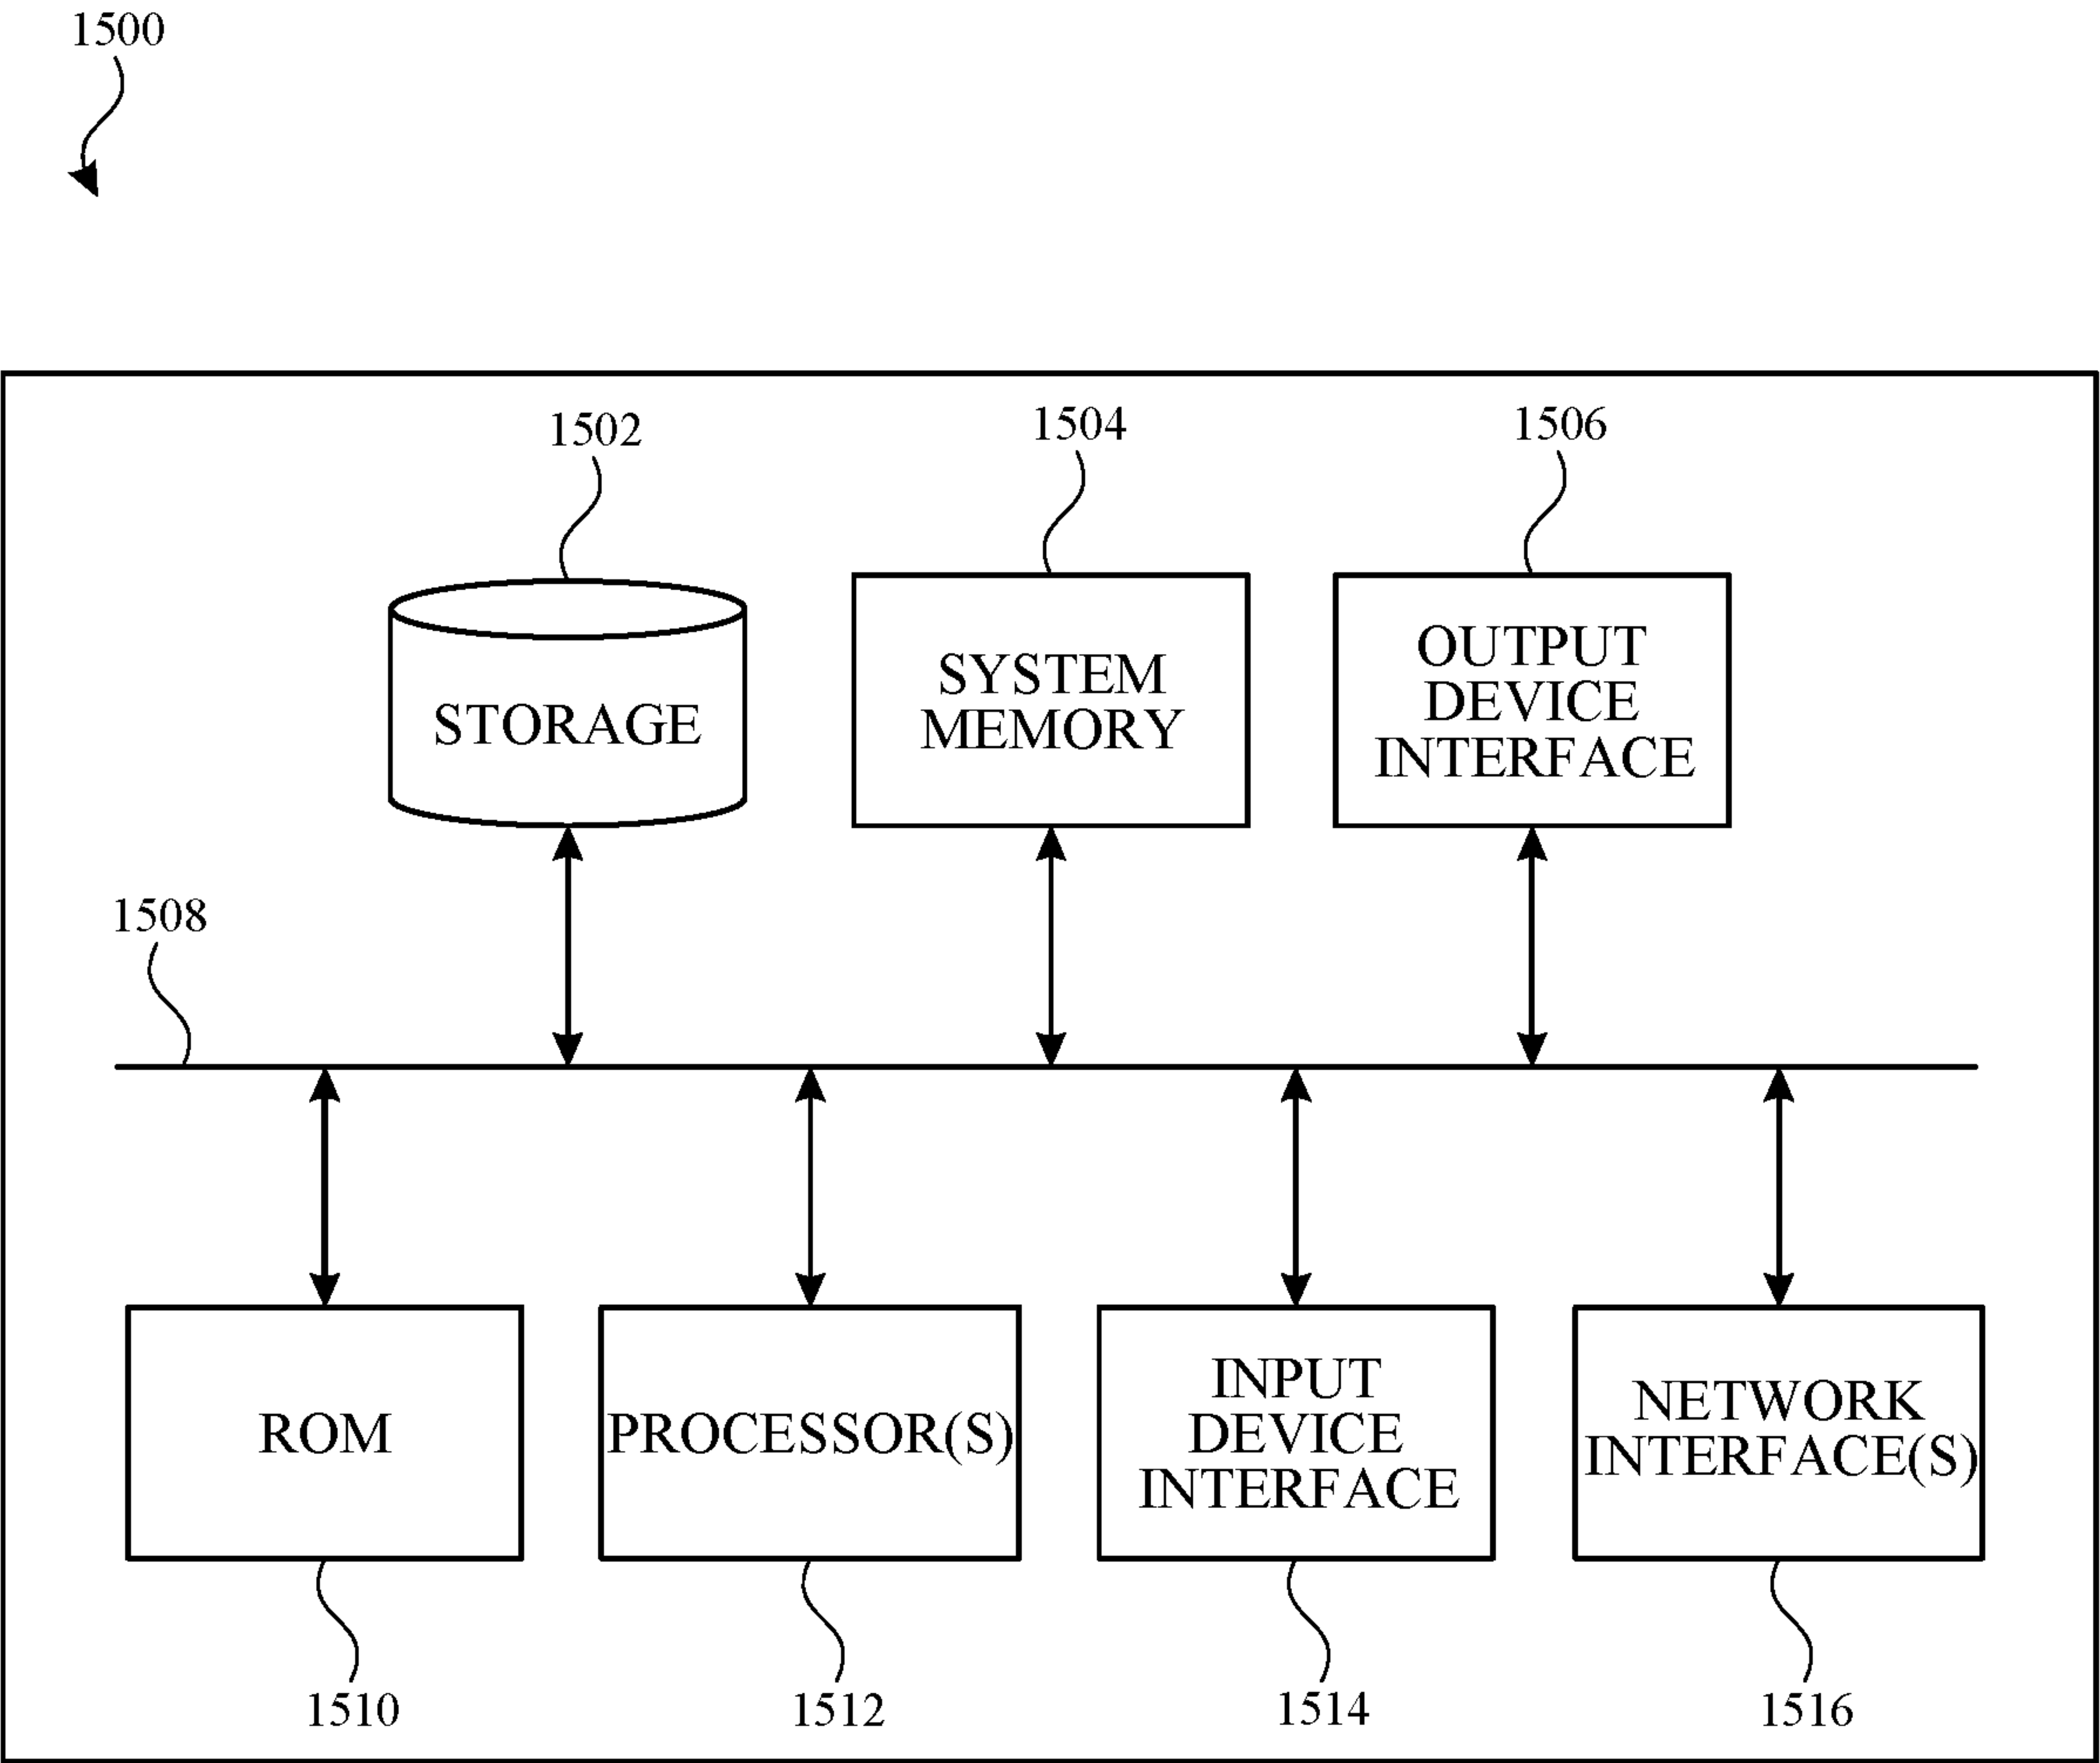 1500
1502
1504
1506
STORAGE
SYSTEM
MEMORY
OUTPUT
DEVICE
INTERFACE
1508
ROM
PROCESSOR(S)
INPUT
DEVICE
INTERFACE
NETWORK
INTERFACE(S)
1510
1512
1514
1516